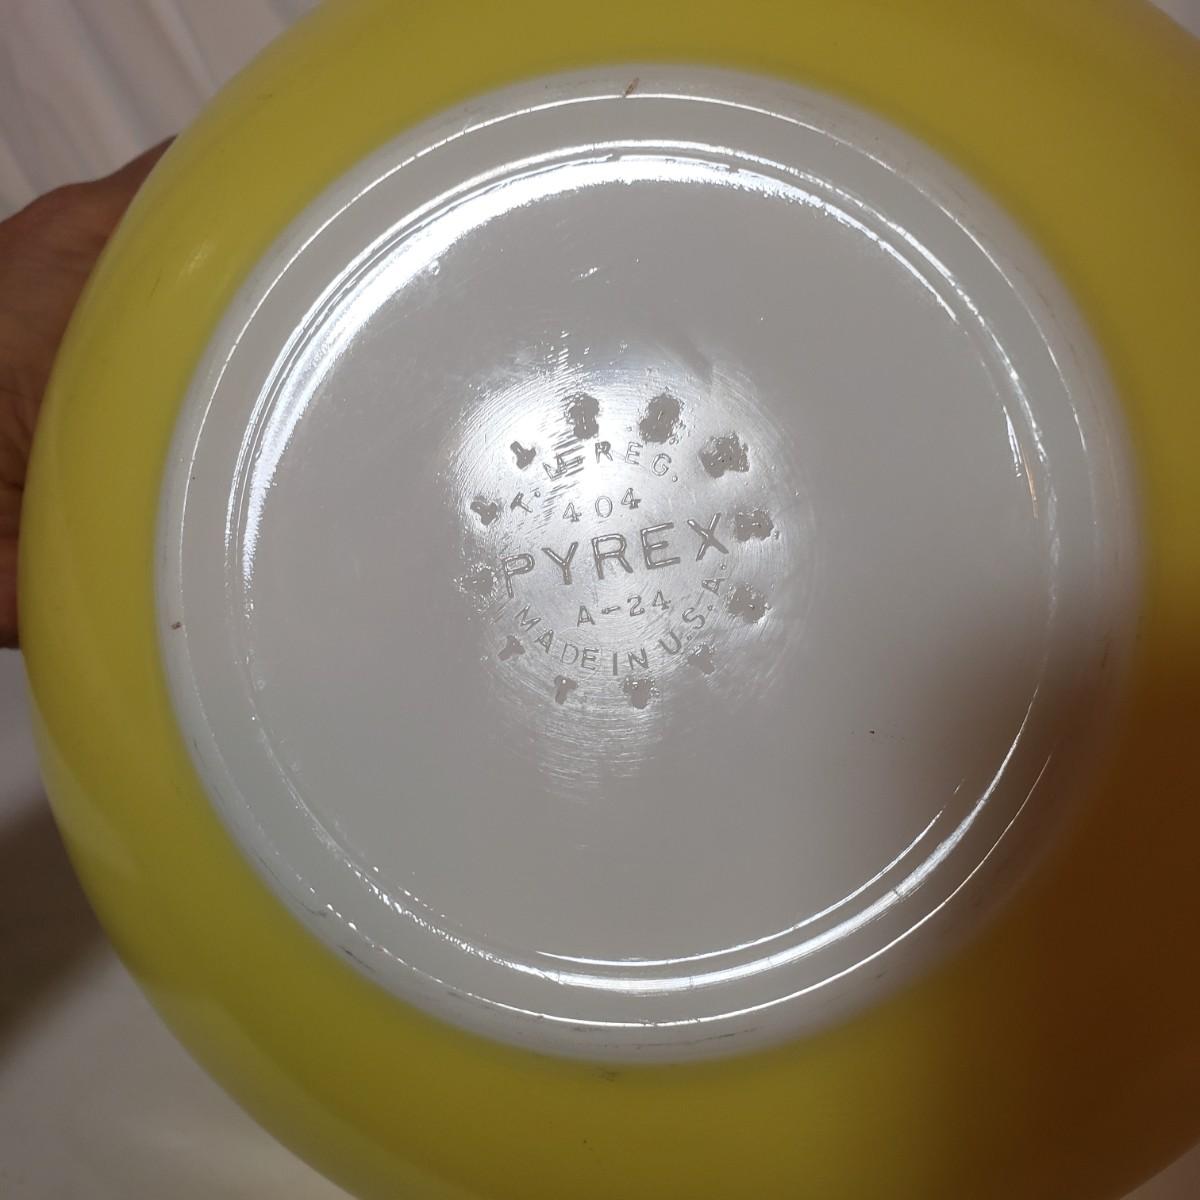 T.M. REG.
404
PYREX
A-24
MADE IN U.S.A.